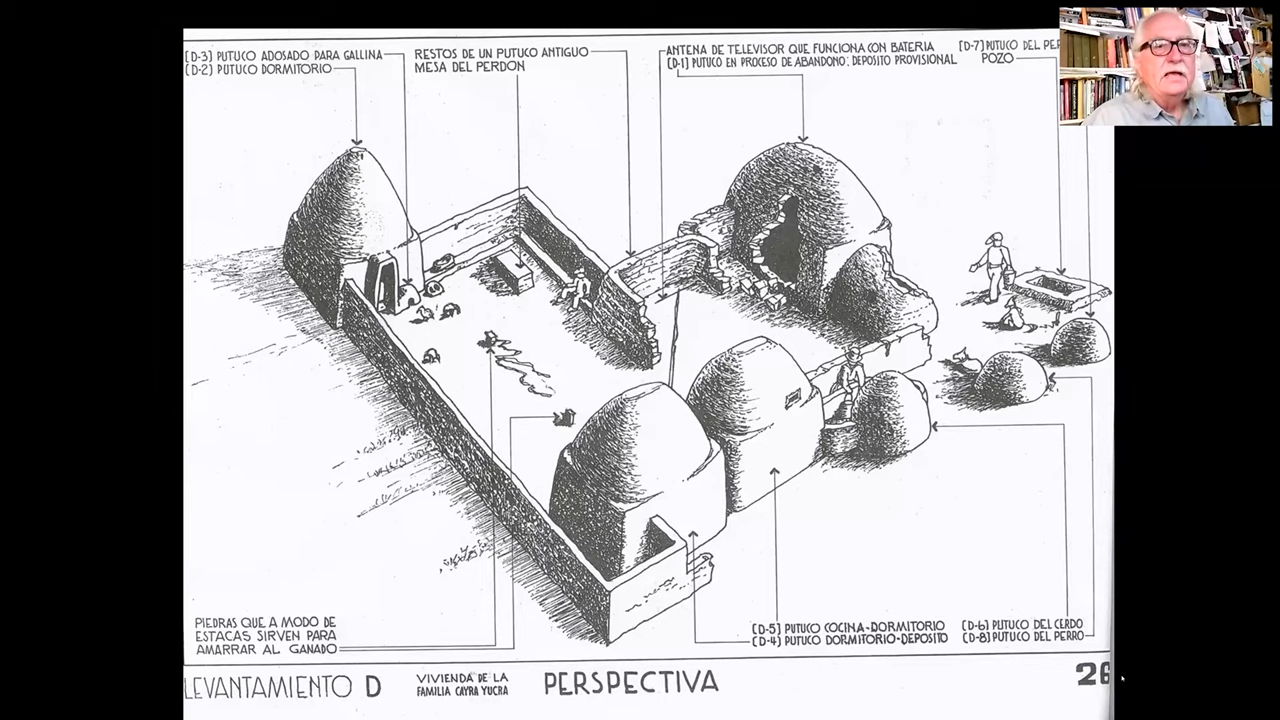 [D-3] PUTUCO ADOSADO PARA GALLINA
[D-2] PUTUCO DORMITORIO
RESTOS DE UN PUTUCO ANTIGUO
MESA DEL PERDON
ANTENA DE TELEVISOR QUE FUNCIONA CON BATERIA
[D-1] PUTUCO EN PROCESO DE ABANDONO: DEPOSITO PROVISIONAL
[D-7] PUTUCO DEL
POZO
PIEDRAS QUE A MODO DE
ESTACAS SIRVEN PARA
AMARRAR AL GANADO
[D-5] PUTUCO COCINA-DORMITORIO
[D-4] PUTUCO DORMITORIO-DEPOSITO
[D-6] PUTUCO DEL CERDO
[D-8] PUTUCO DEL PERRO
LEVANTAMIENTO D
VIVIENDA DE LA
FAMILIA CAYRA YUCRA
PERSPECTIVA
26